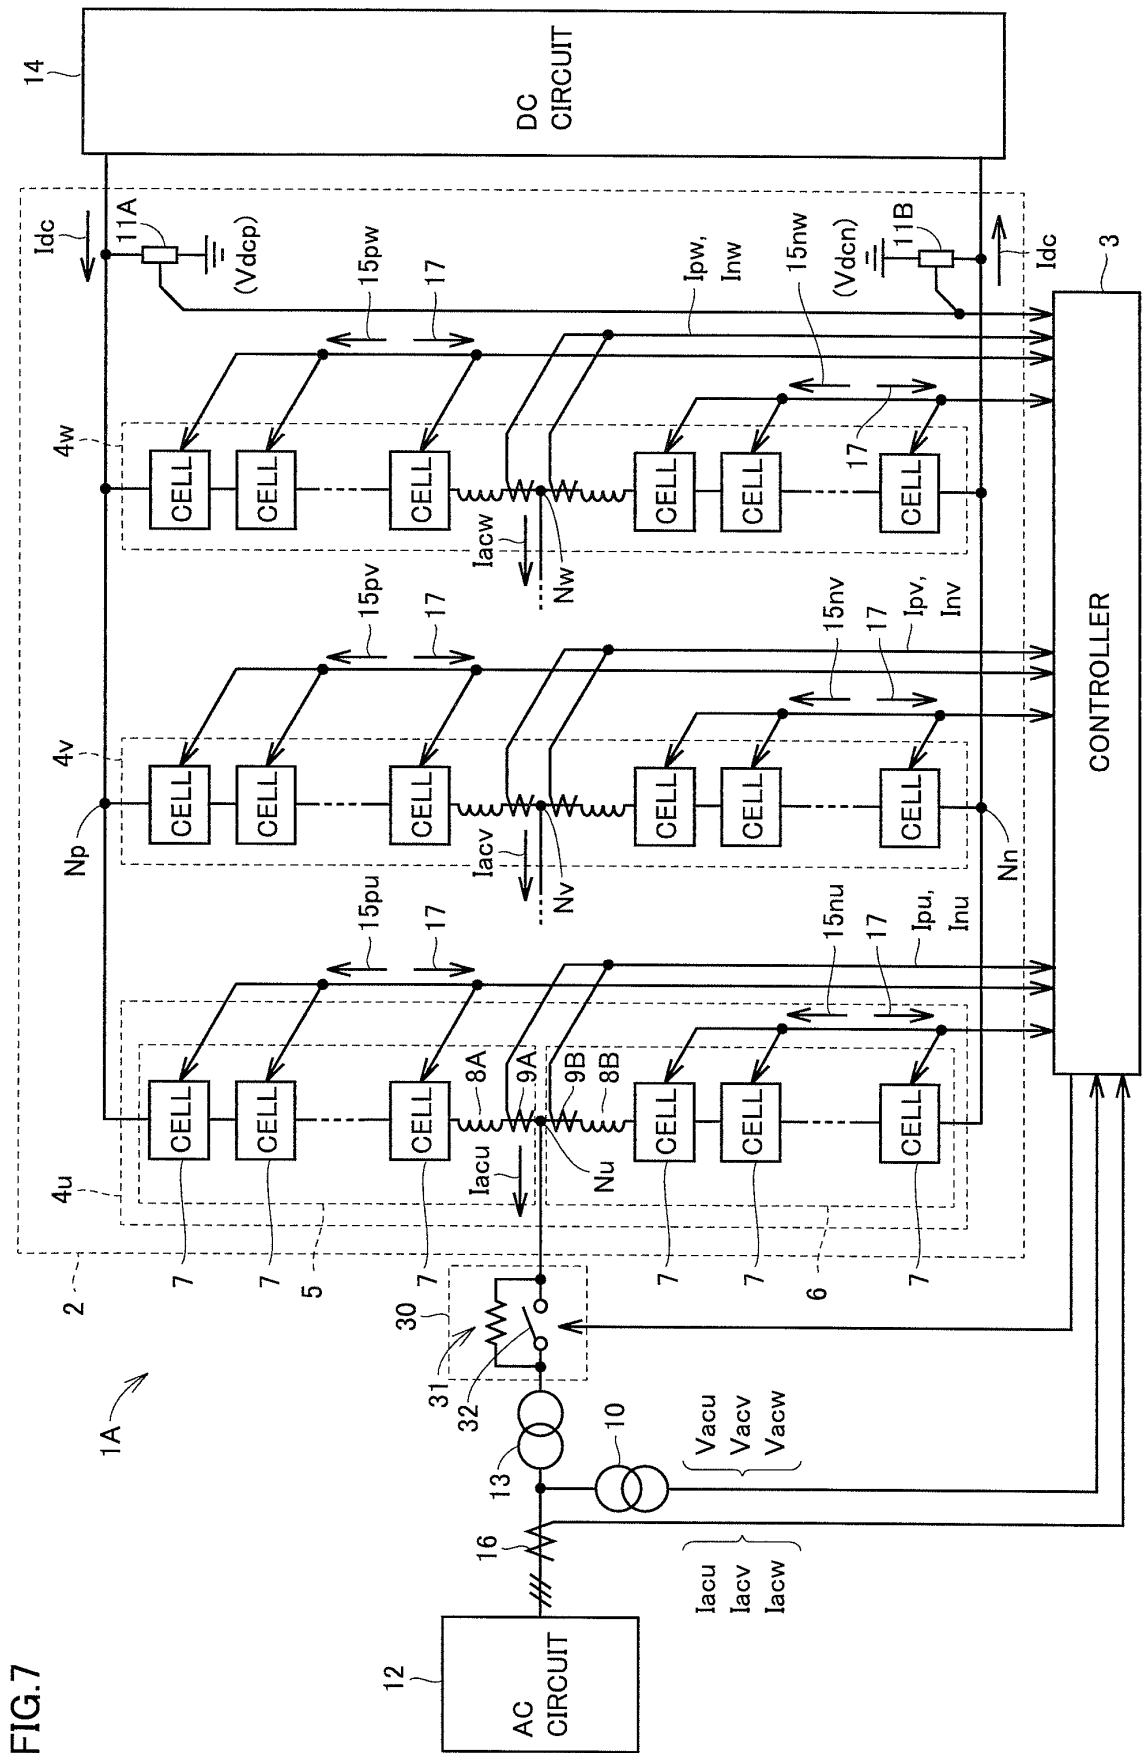 FIG.7
1A
2
4u
4v
4w
Np
Idc
11A
(Vdcp)
14
DC
CIRCUIT
CELL
CELL
CELL
CELL
CELL
CELL
CELL
CELL
CELL
7
7
5
7
15pu
17
15pv
17
15pw
17
Iacu
8A
9A
9B
8B
Nu
Iacv
Nv
Iacw
Nw
Ipw,
Inw
15nw
17
(Vdcn)
11B
Idc
CELL
CELL
CELL
CELL
CELL
CELL
CELL
CELL
CELL
7
7
6
7
15nu
17
Ipu,
Inu
15nv
17
Ipv,
Inv
Nn
3
CONTROLLER
30
31
32
13
10
16
12
AC
CIRCUIT
Vacu
Vacv
Vacw
Iacu
Iacv
Iacw